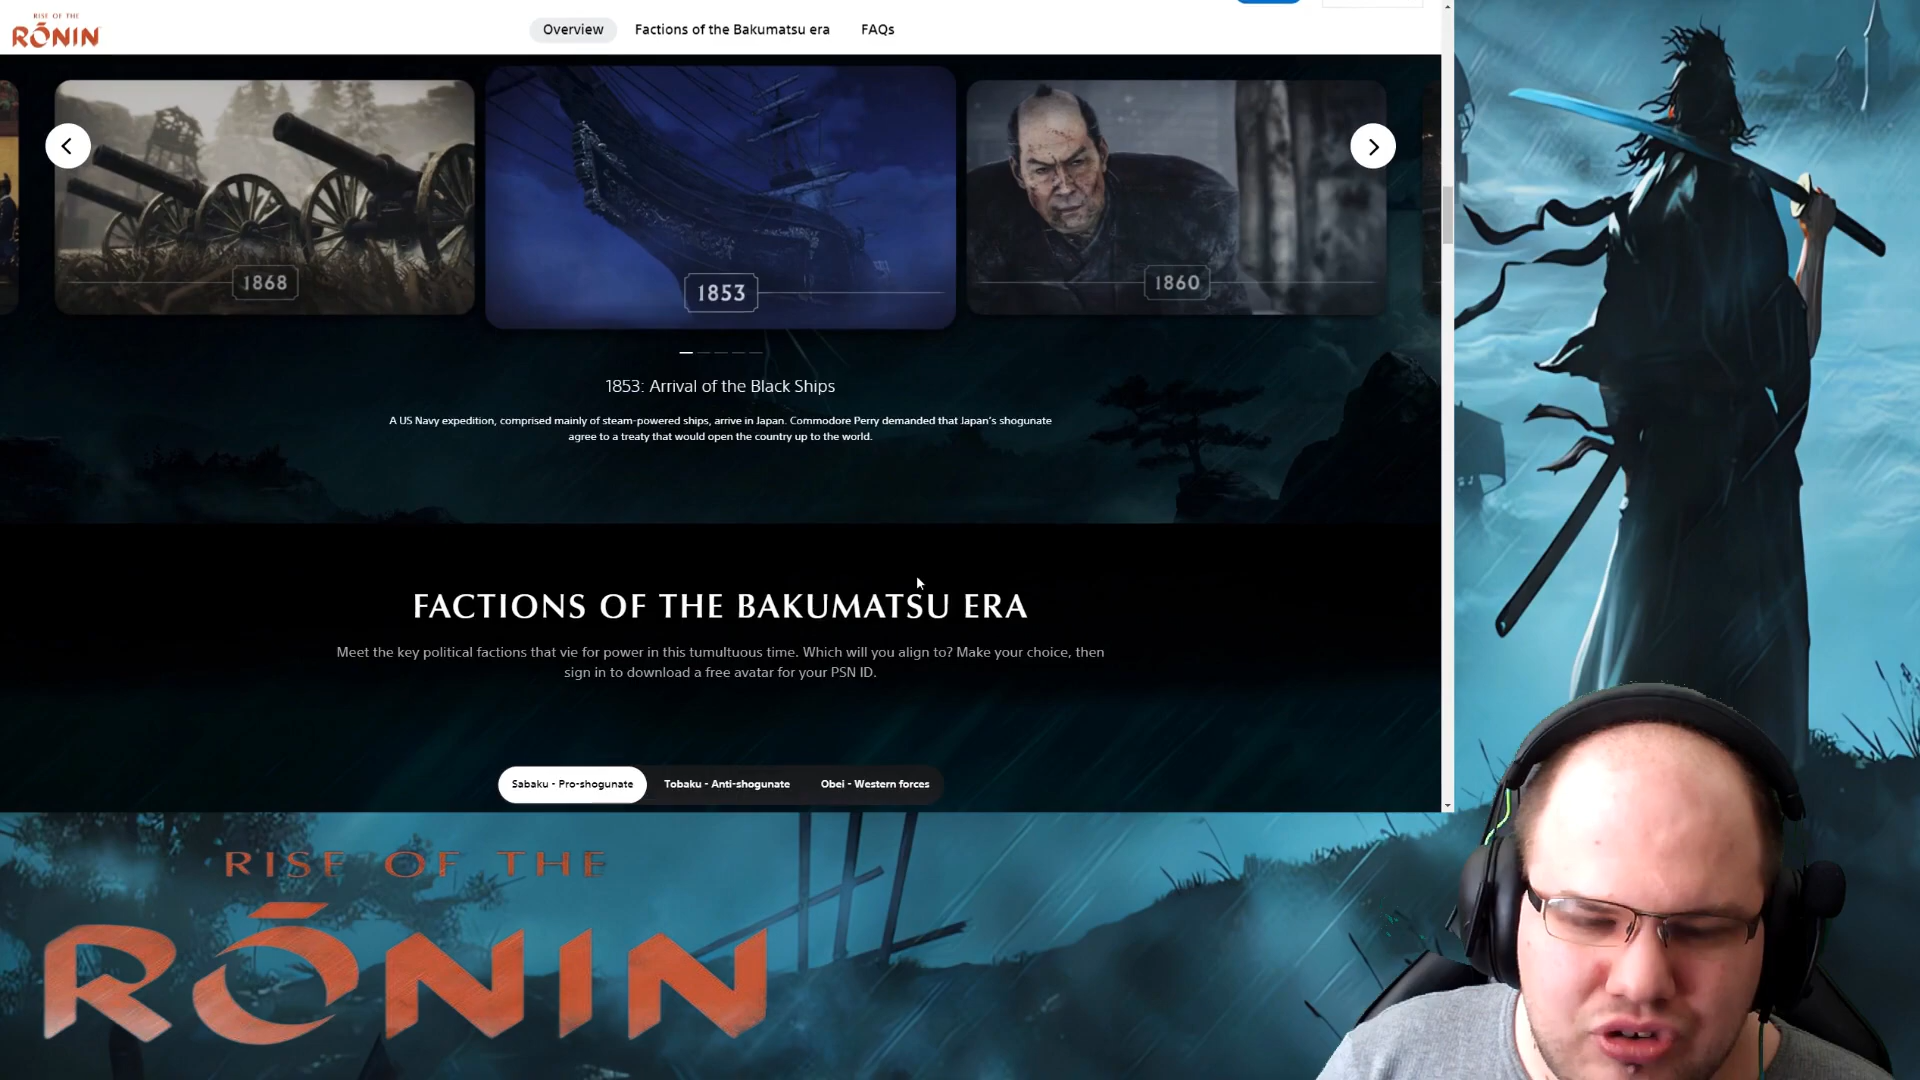 RISE OF THE
RŌNIN
Overview
Factions of the Bakumatsu era
FAQs
1868
1853
1860
1853: Arrival of the Black Ships
A US Navy expedition, comprised mainly of steam-powered ships, arrive in Japan. Commodore Perry demanded that Japan's shogunate
agree to a treaty that would open the country up to the world.
FACTIONS OF THE BAKUMATSU ERA
Meet the key political factions that vie for power in this tumultuous time. Which will you align to? Make your choice, then
sign in to download a free avatar for your PSN ID.
Sabaku - Pro-shogunate
Tobaku - Anti-shogunate
Obei - Western forces
RISE OF THE
RŌNIN